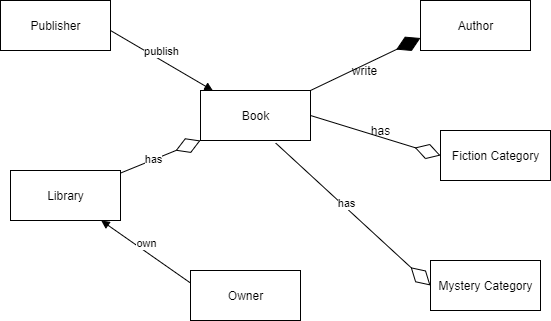 Publisher
Author
publish
write
Book
has
Fiction Category
has
Library
has
own
Owner
Mystery Category